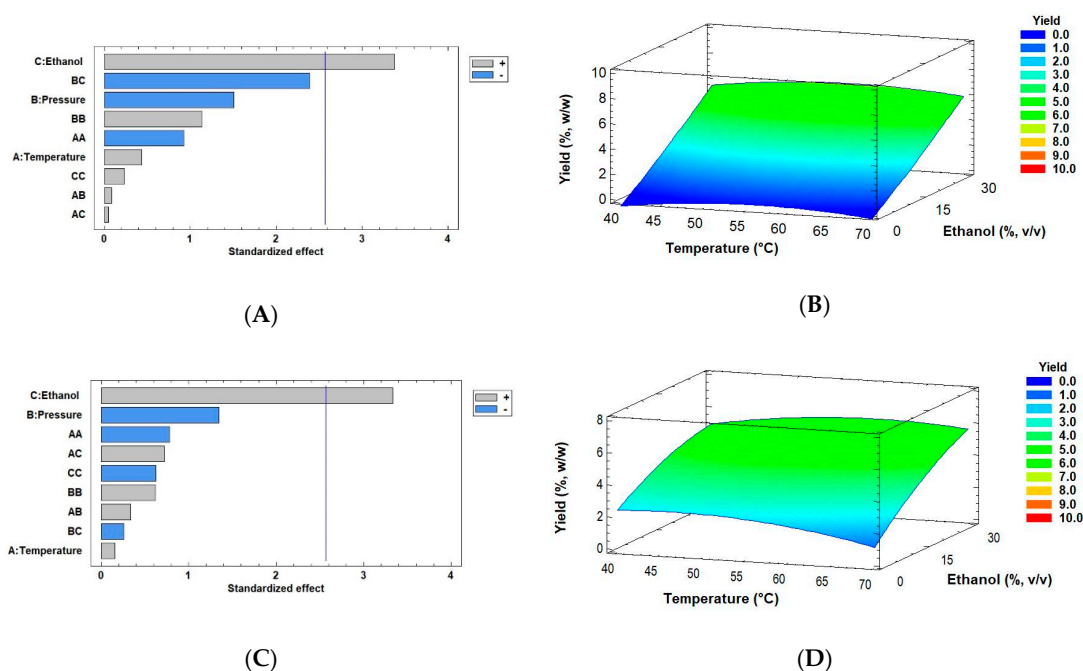 C:Ethanol
BC
B:Pressure
BB
AA
A:Temperature
CC
AB
AC
0 1 2 3 4
Standardized effect
+
-
(A)
Yield (%, w/w)
10
8
6
4
2
0
40 45 50 55 60 65 70
Temperature (°C)
0 15 30
Ethanol (%, v/v)
Yield
0.0
1.0
2.0
3.0
4.0
5.0
6.0
7.0
8.0
9.0
10.0
(B)
C:Ethanol
B:Pressure
AA
AC
CC
BB
AB
BC
A:Temperature
0 1 2 3 4
Standardized effect
+
-
(C)
Yield (%, w/w)
8
6
4
2
0
40 45 50 55 60 65 70
Temperature (°C)
0 15 30
Ethanol (%, v/v)
Yield
0.0
1.0
2.0
3.0
4.0
5.0
6.0
7.0
8.0
9.0
10.0
(D)